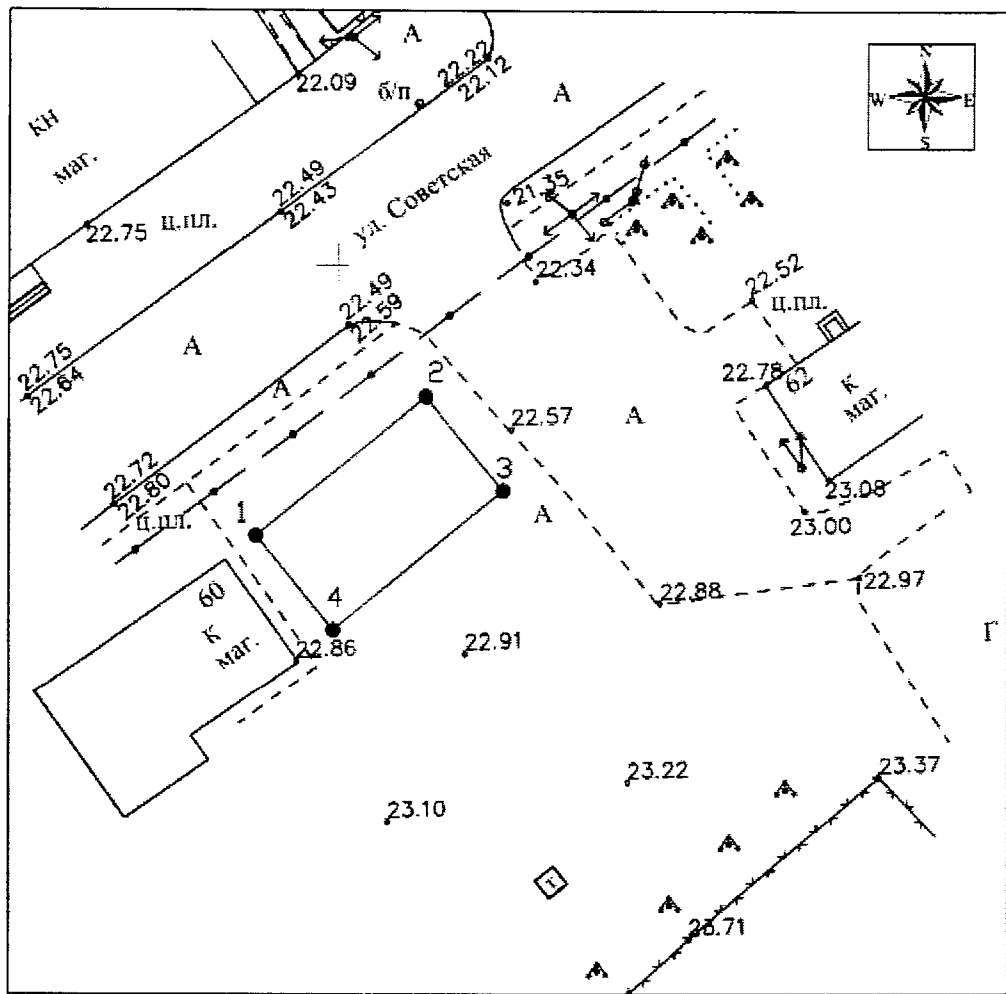 А
22.22
22.12
22.09
б/п
А
N
W
E
S
КН
маг.
22.49
22.43
ул. Советская
21.35
22.75
ц.пл.
22.34
22.52
ц.пл.
22.49
22.59
А
22.75
22.64
А
2
22.78
62
К
маг.
22.57
А
22.72
22.80
3
23.08
ц.пл.
1
А
23.00
60
К
маг.
4
22.88
22.97
22.86
22.91
Г
23.22
23.37
23.10
т
23.71